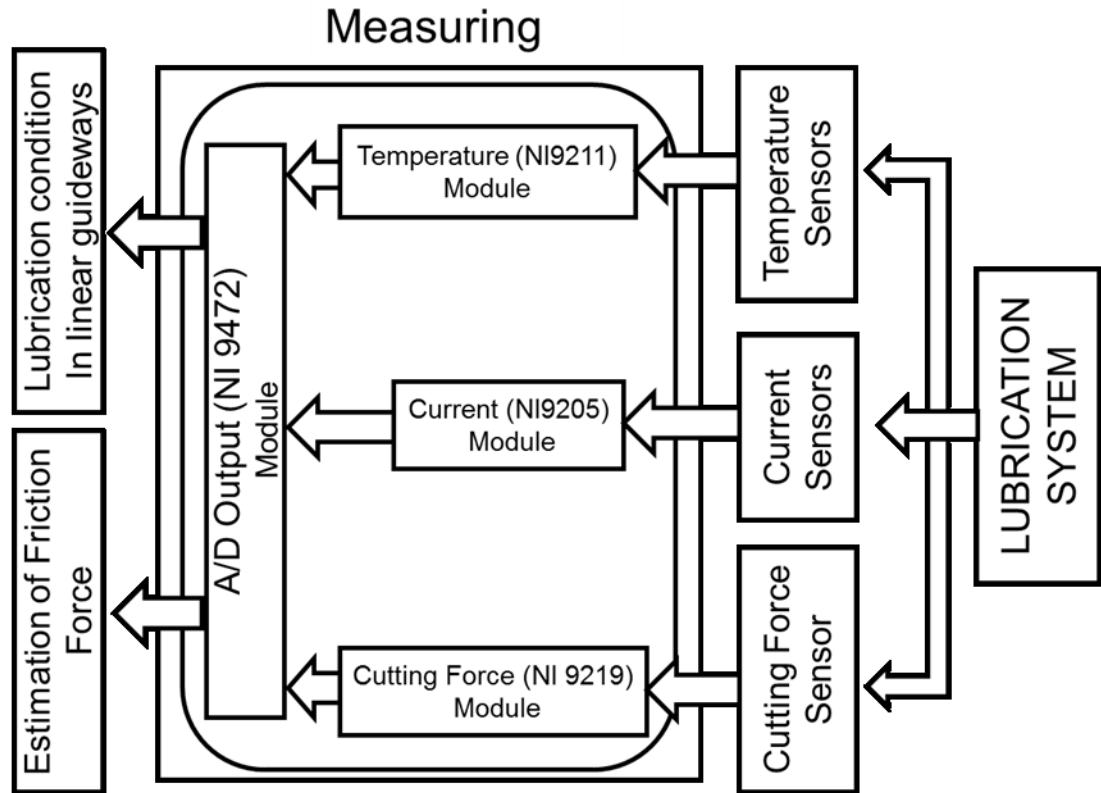 Measuring
Lubrication condition
In linear guideways
Estimation of Friction
Force
A/D Output (NI 9472)
Module
Temperature (NI9211)
Module
Current (NI9205)
Module
Cutting Force (NI 9219)
Module
Temperature
Sensors
Current
Sensors
Cutting Force
Sensor
LUBRICATION
SYSTEM